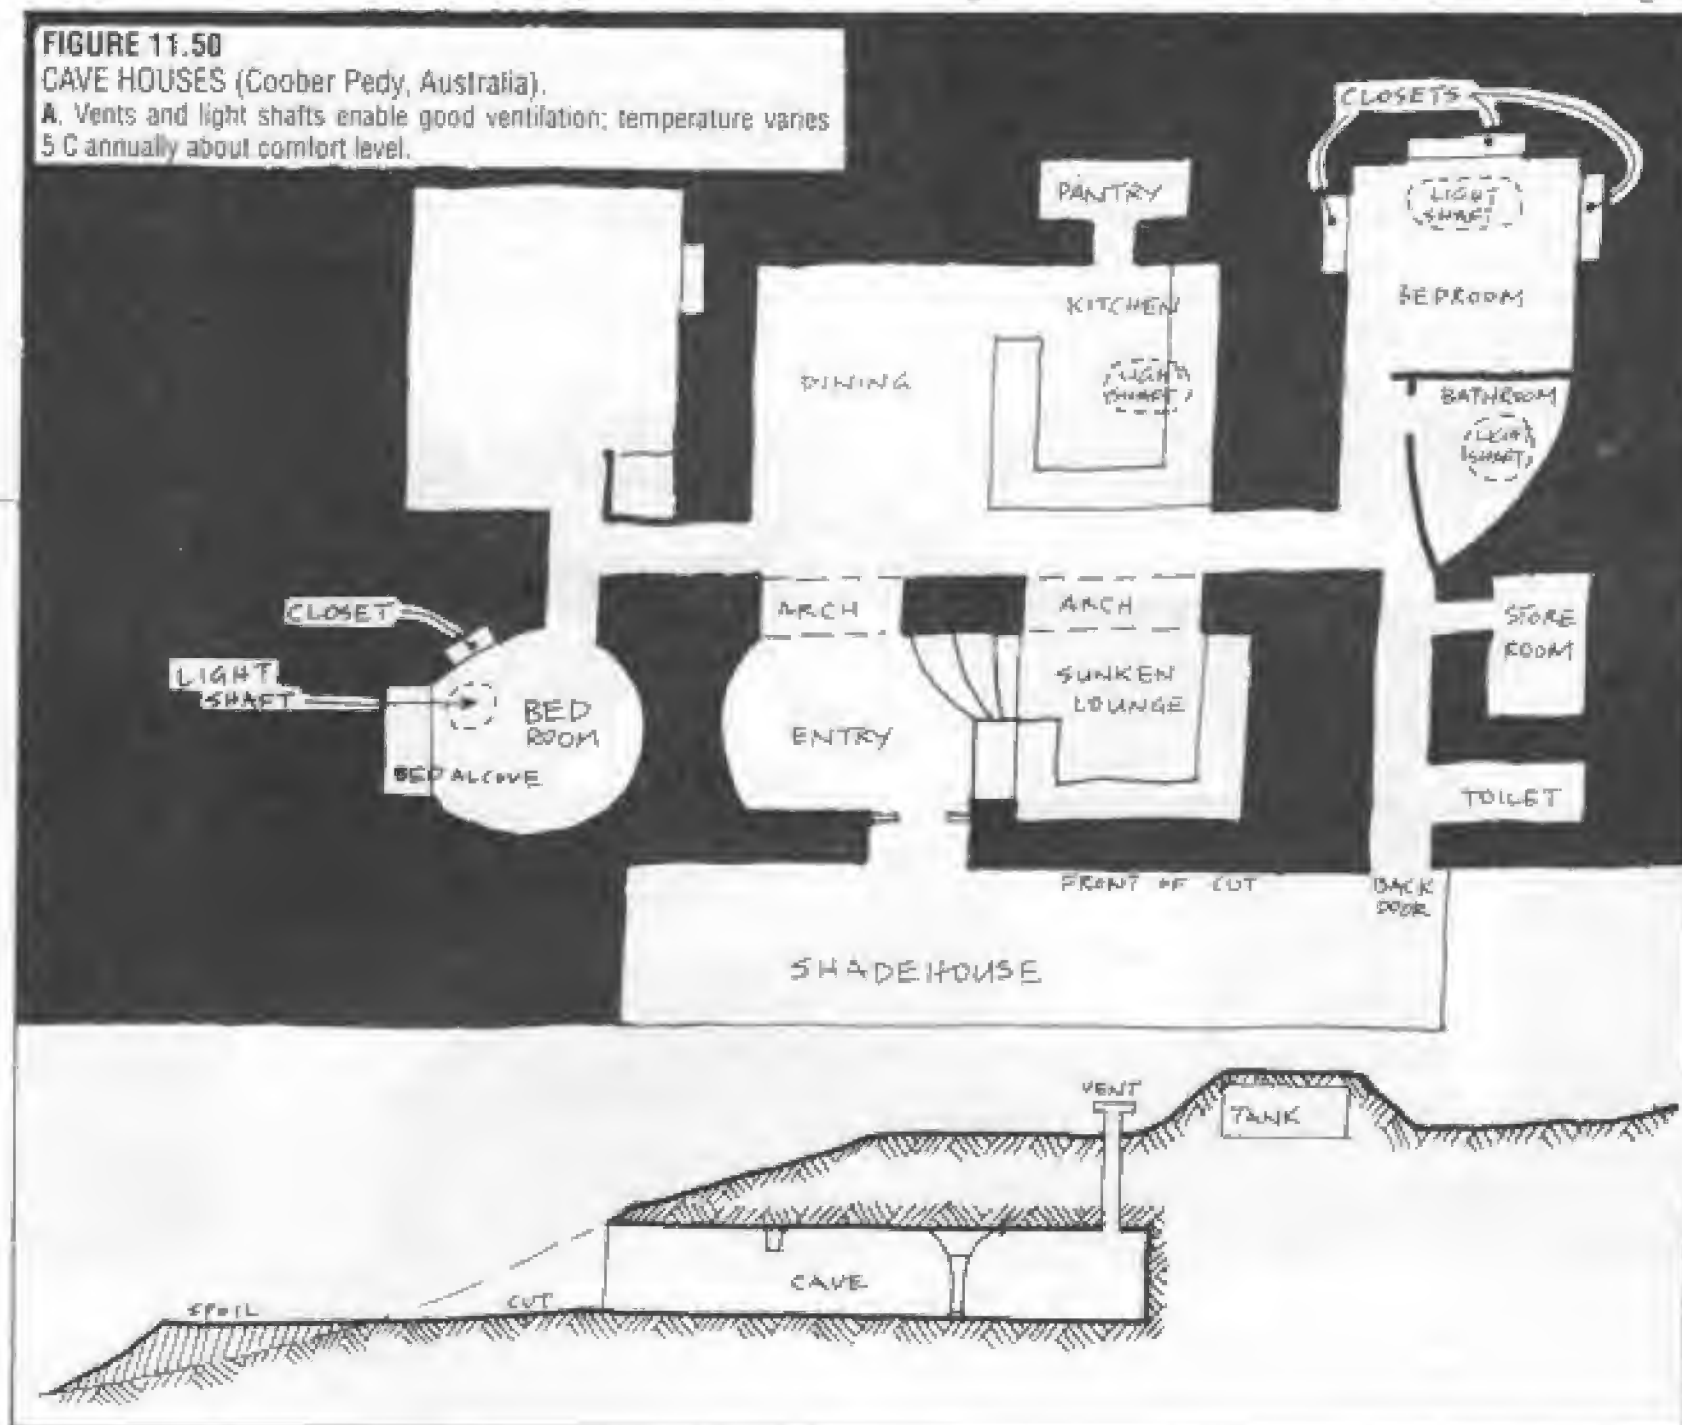 FIGURE 11.50
CAVE HOUSES (Coober Pedy, Australia).
A. Vents and light shafts enable good ventilation; temperature varies
5 C annually about comfort level.
CLOSETS
PANTRY
LIGHT
SHAFT
KITCHEN
BEDROOM
DINING
LIGHT
SHAFT
BATHROOM
LIGHT
SHAFT
CLOSET
ARCH
ARCH
STORE
ROOM
LIGHT
SHAFT
SUNKEN
LOUNGE
BED
ROOM
ENTRY
BED ALCOVE
TOILET
FRONT OF CUT
BACK
DOOR
SHADEHOUSE
VENT
TANK
CAVE
SPOIL
CUT